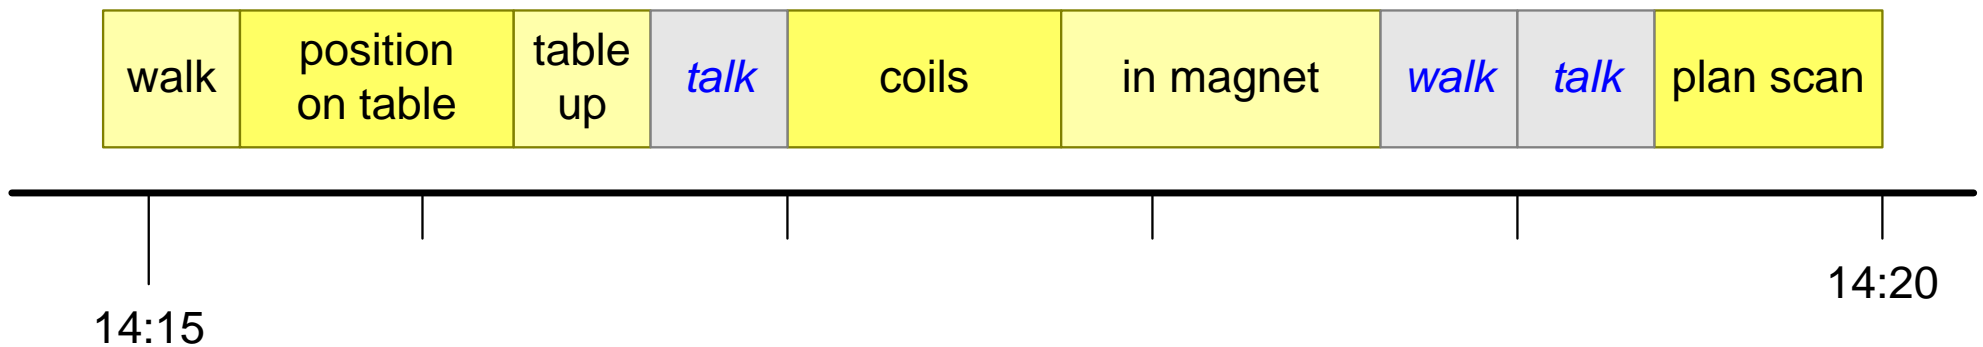 walk
position
on table
table
up
talk
coils
in magnet
walk
talk
plan scan
14:15
14:20